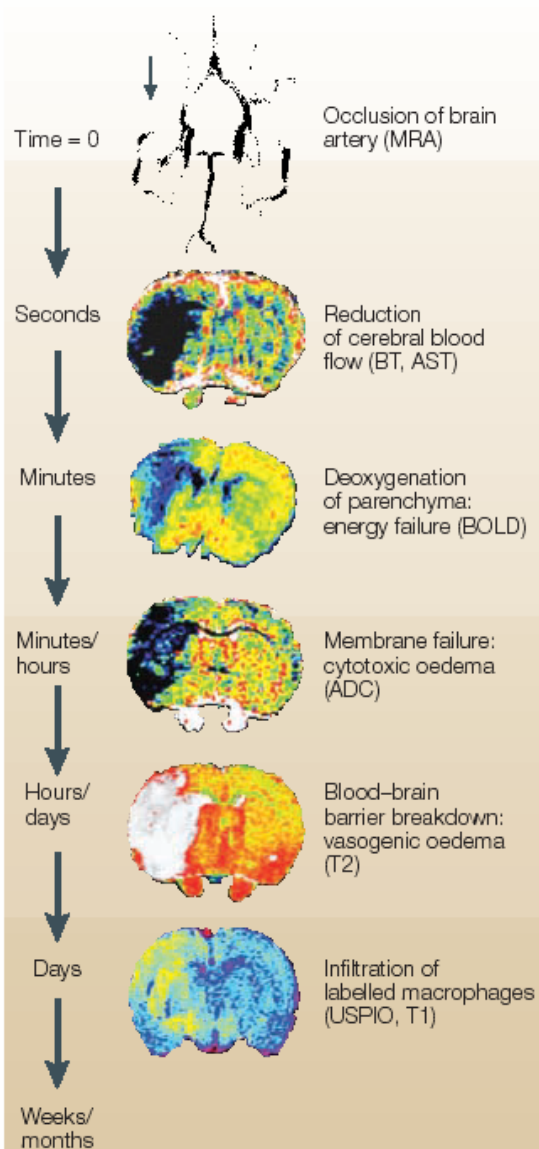 Time = 0
Occlusion of brain
artery (MRA)
Seconds
Reduction
of cerebral blood
flow (BT, AST)
Minutes
Deoxygenation
of parenchyma:
energy failure (BOLD)
Minutes/
hours
Membrane failure:
cytotoxic oedema
(ADC)
Hours/
days
Blood–brain
barrier breakdown:
vasogenic oedema
(T2)
Days
Infiltration of
labelled macrophages
(USPIO, T1)
Weeks/
months